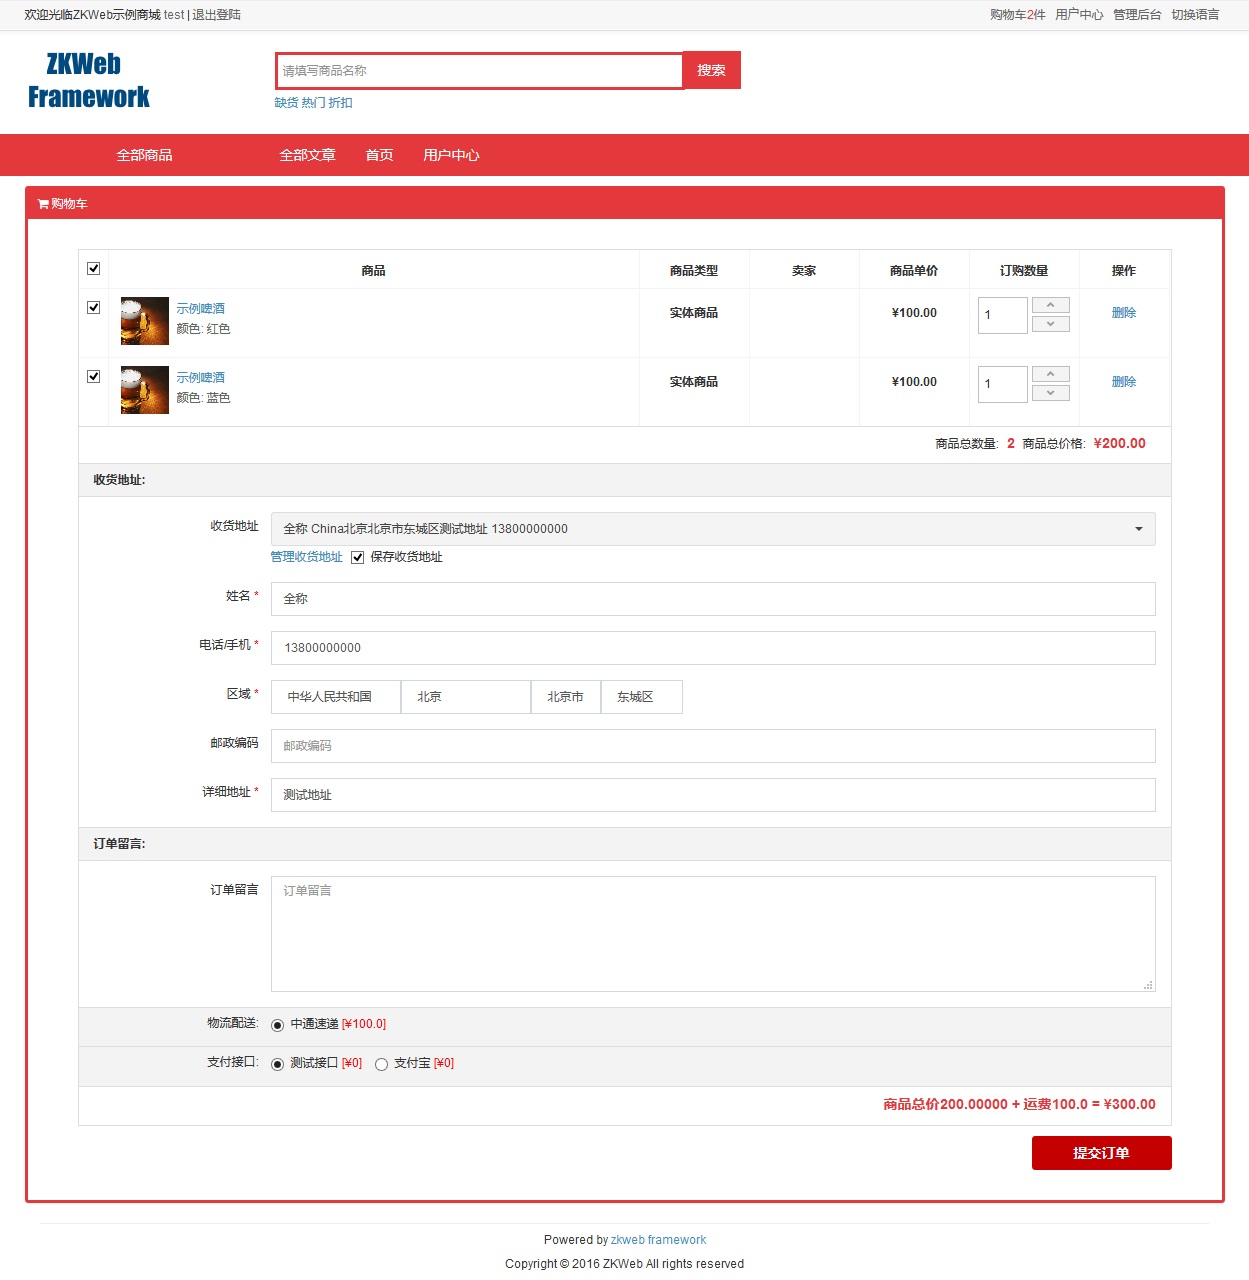 欢迎光临ZKWeb示例商城 test | 退出登陆 购物车2件 用户中心 管理后台 切换语言
ZKWeb
Framework
请填写商品名称 搜索
缺货 热门 折扣
全部商品 全部文章 首页 用户中心
购物车
商品 商品类型 卖家 商品单价 订购数量 操作
示例啤酒 实体商品 ¥100.00 1 删除
颜色: 红色
示例啤酒 实体商品 ¥100.00 1 删除
颜色: 蓝色
商品总数量: 2 商品总价格: ¥200.00
收货地址:
收货地址 全称 China北京北京市东城区测试地址 13800000000
管理收货地址 保存收货地址
姓名 * 全称
电话/手机 * 13800000000
区域 * 中华人民共和国 北京 北京市 东城区
邮政编码 邮政编码
详细地址 * 测试地址
订单留言:
订单留言 订单留言
物流配送: 中通速递 [¥100.0]
支付接口: 测试接口 [¥0] 支付宝 [¥0]
商品总价200.00000 + 运费100.0 = ¥300.00
提交订单
Powered by zkweb framework
Copyright © 2016 ZKWeb All rights reserved